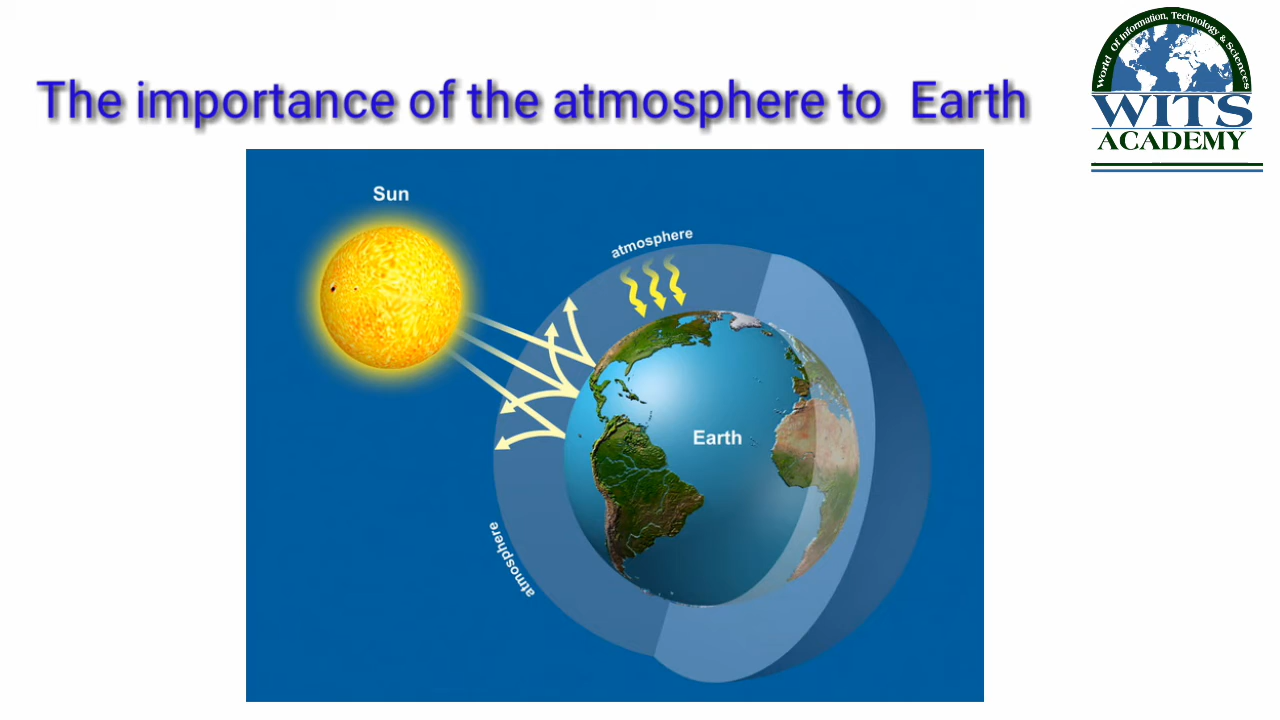 The importance of the atmosphere to Earth
World Of Information, Technology & Sciences
WITS
ACADEMY
Sun
atmosphere
Earth
atmosphere